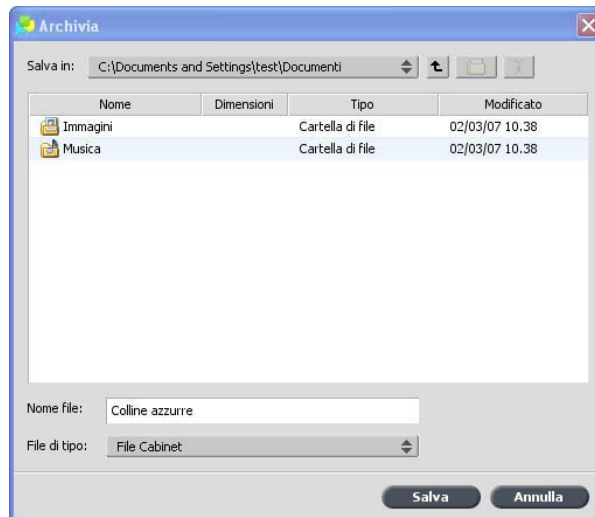 Archivia
Salva in: C:\Documents and Settings\test\Documenti
Nome Dimensioni Tipo Modificato
Immagini Cartella di file 02/03/07 10.38
Musica Cartella di file 02/03/07 10.38
Nome file: Colline azzurre
File di tipo: File Cabinet
Salva Annulla